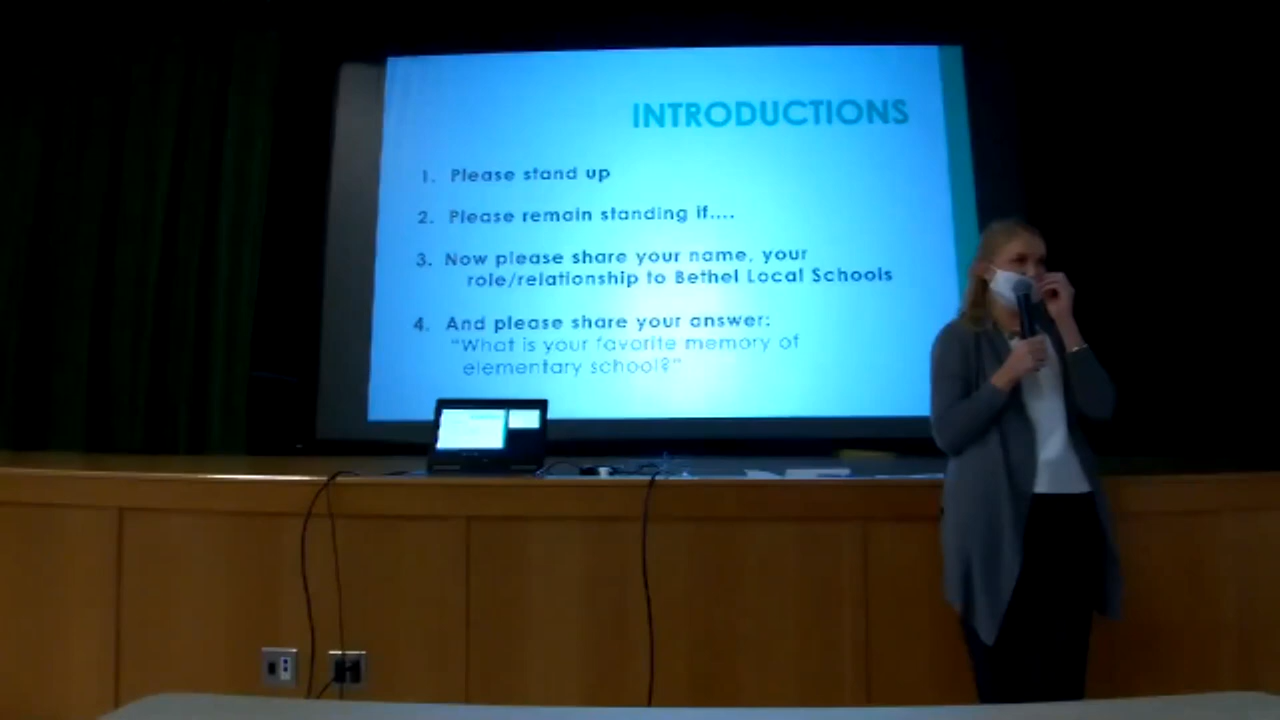 INTRODUCTIONS
1. Please stand up
2. Please remain standing if....
3. Now please share your name, your
role/relationship to Bethel Local Schools
4. And please share your answer:
"What is your favorite memory of
elementary school?"